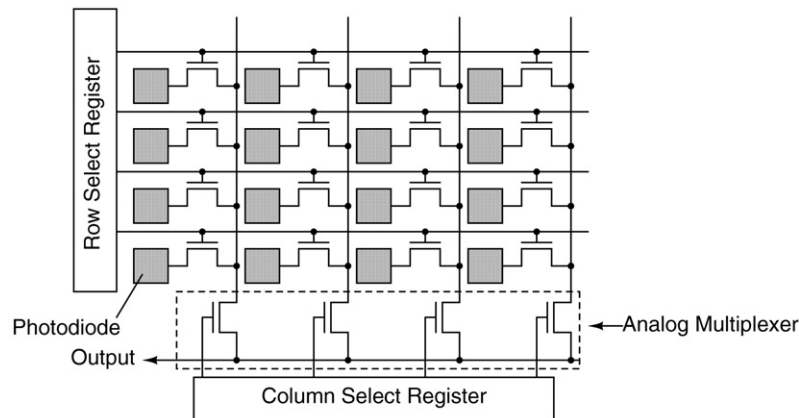 Row Select Register
Photodiode
Analog Multiplexer
Output
Column Select Register